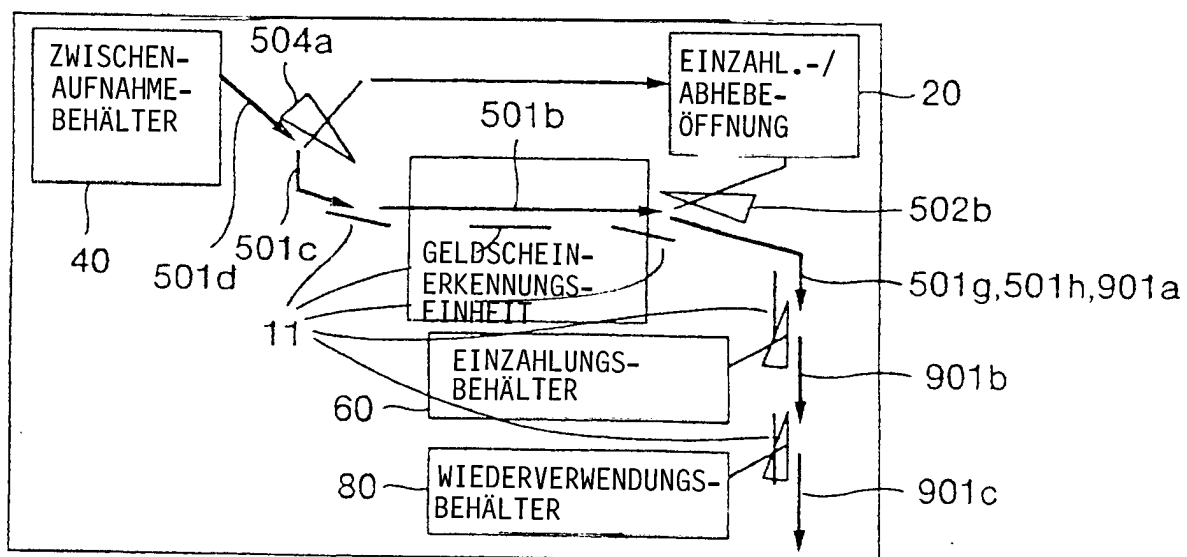 ZWISCHEN-
AUFNAHME-
BEHÄLTER
504a
EINZAHL.-/
ABHEBE-
ÖFFNUNG
20
501b
502b
40
501d
501c
GELDSCHEIN-
ERKENNUNGS-
EINHEIT
11
501g,501h,901a
EINZAHLUNGS-
BEHÄLTER
60
901b
WIEDERVERWENDUNGS-
BEHÄLTER
80
901c